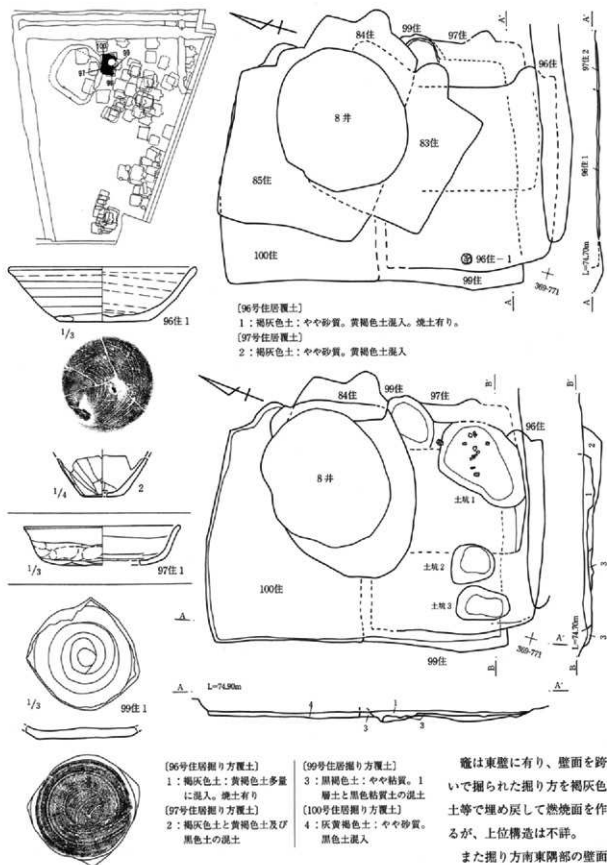 100
99
97
96
84住
99住
97住
96住
8井
83住
85住
100住
96住-1
99住
369-771
A'
A
97住2
96住1
L=74.70m
A'
A
[96号住居覆土]
1:褐灰色土:やや砂質。黄褐色土混入。焼土有り。
[97号住居覆土]
2:褐灰色土:やや砂質。黄褐色土混入
1/3
96住1
1/4
2
1/3
97住1
1/3
99住1
84住
99住
97住
96住
B'
8井
土坑1
土坑2
土坑3
100住
99住
369-771
A
A'
B
B'
2
1
3
3
L=74.70m
B
A
L=74.90m
A'
4
1
3
3
[96号住居掘り方覆土]
1:褐灰色土:黄褐色土多量
に混入。焼土有り
[97号住居掘り方覆土]
2:褐灰色土と黄褐色土及び
黒色土の混土
[99号住居掘り方覆土]
3:黒褐色土:やや粘質。1
層土と黒色粘質土の混土
[100号住居掘り方覆土]
4:灰黄褐色土:やや砂質。
黒色土混入
竈は東壁に有り、壁面を跨
いで掘られた掘り方を褐灰色
土等で埋め戻して燃焼面を作
るが、上位構造は不詳。
また掘り方南東隅部の壁面